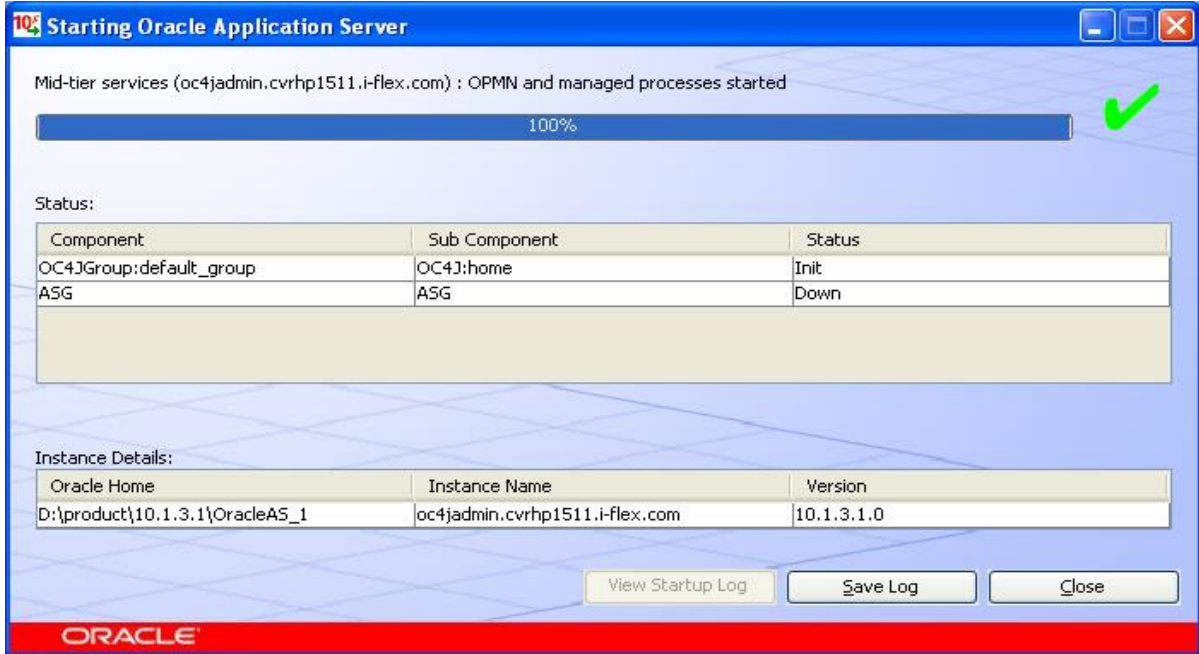 10g Starting Oracle Application Server
Mid-tier services (oc4jadmin.cvrhp1511.i-flex.com) : OPMN and managed processes started
100%
Status:
Component Sub Component Status
OC4JGroup:default_group OC4J:home Init
ASG ASG Down
Instance Details:
Oracle Home Instance Name Version
D:\product\10.1.3.1\OracleAS_1 oc4jadmin.cvrhp1511.i-flex.com 10.1.3.1.0
View Startup Log Save Log Close
ORACLE